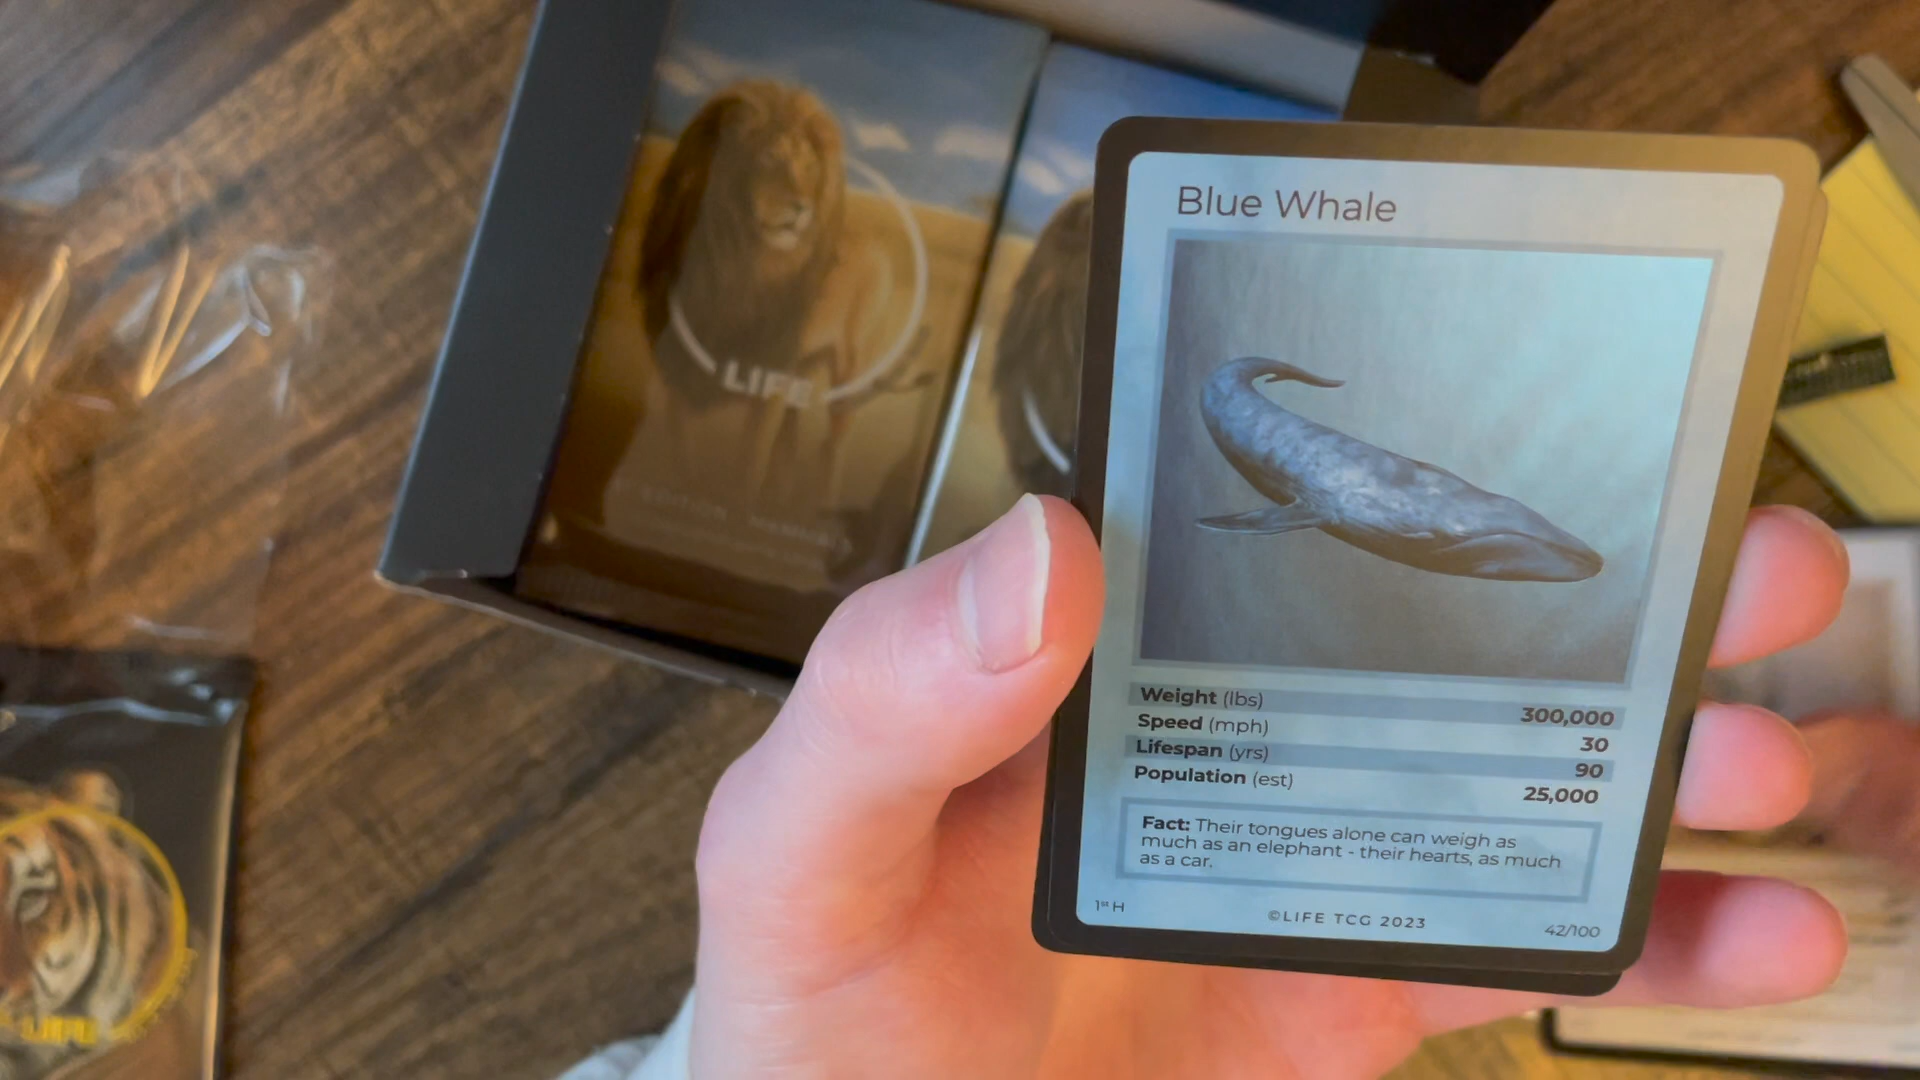 LIFE
Blue Whale
Weight (lbs) 300,000
Speed (mph) 30
Lifespan (yrs) 90
Population (est) 25,000
Fact: Their tongues alone can weigh as
much as an elephant - their hearts, as much
as a car.
1st H ©LIFE TCG 2023 42/100
LIFE